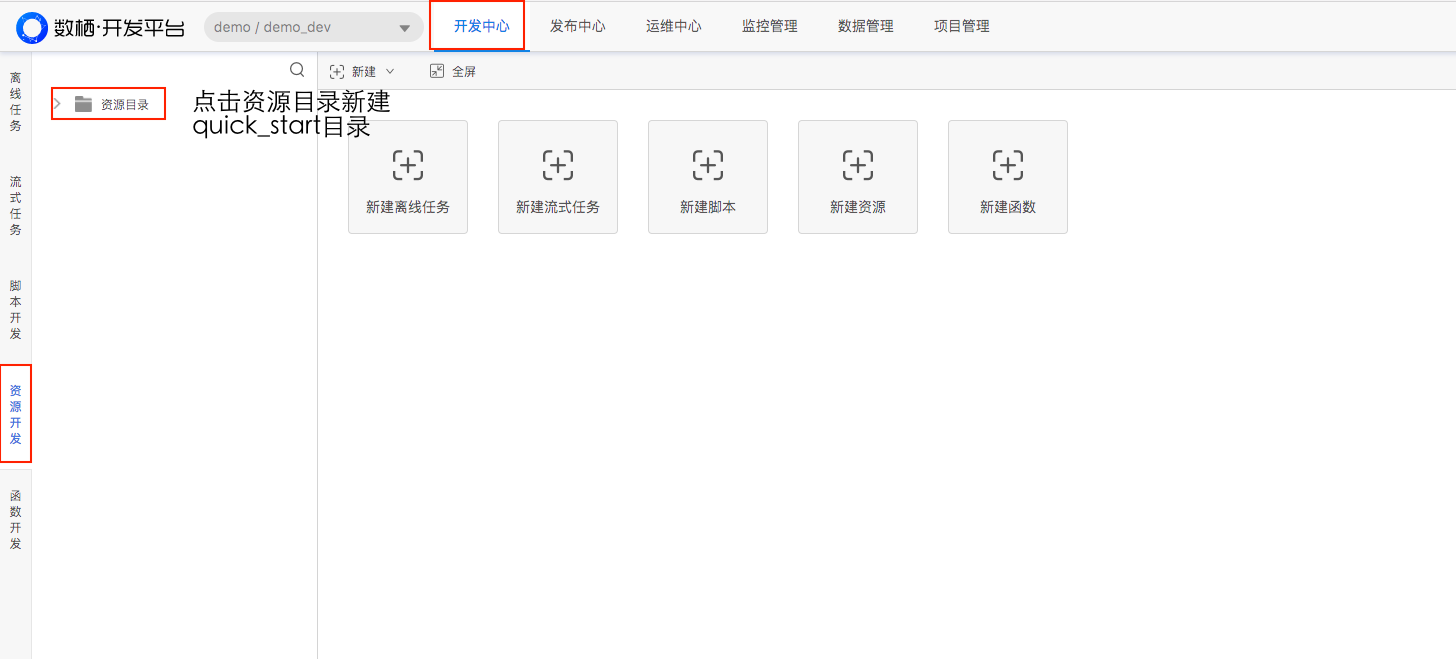 数栖·开发平台
demo / demo_dev
开发中心
发布中心
运维中心
监控管理
数据管理
项目管理
离线任务
流式任务
脚本开发
资源开发
函数开发
资源目录
新建
全屏
点击资源目录新建
quick_start目录
新建离线任务
新建流式任务
新建脚本
新建资源
新建函数